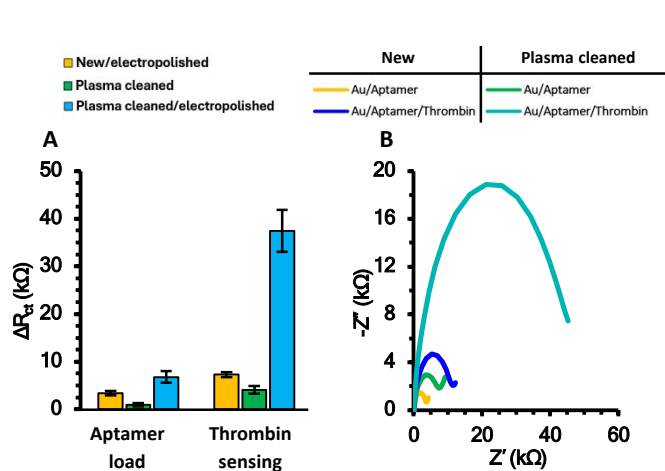 New/electropolished
Plasma cleaned
Plasma cleaned/electropolished
New Plasma cleaned
Au/Aptamer Au/Aptamer
Au/Aptamer/Thrombin Au/Aptamer/Thrombin
A
50
40
30
20
10
0
ΔRct (kΩ)
Aptamer load
Thrombin sensing
B
20
16
12
8
4
0
-Z″ (kΩ)
0 20 40 60
Z′ (kΩ)